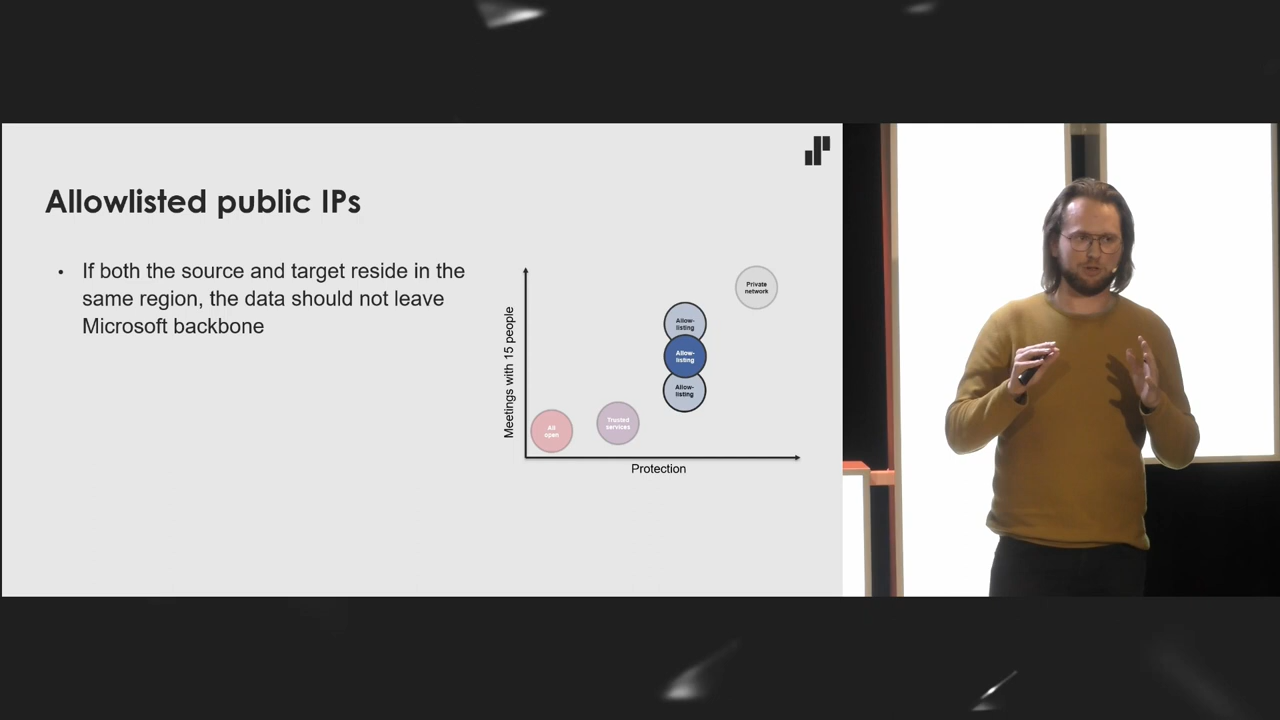 Allowlisted public IPs
• If both the source and target reside in the
same region, the data should not leave
Microsoft backbone
Meetings with 15 people
Private
network
Allow-
listing
Allow-
listing
Allow-
listing
Trusted
services
All
open
Protection